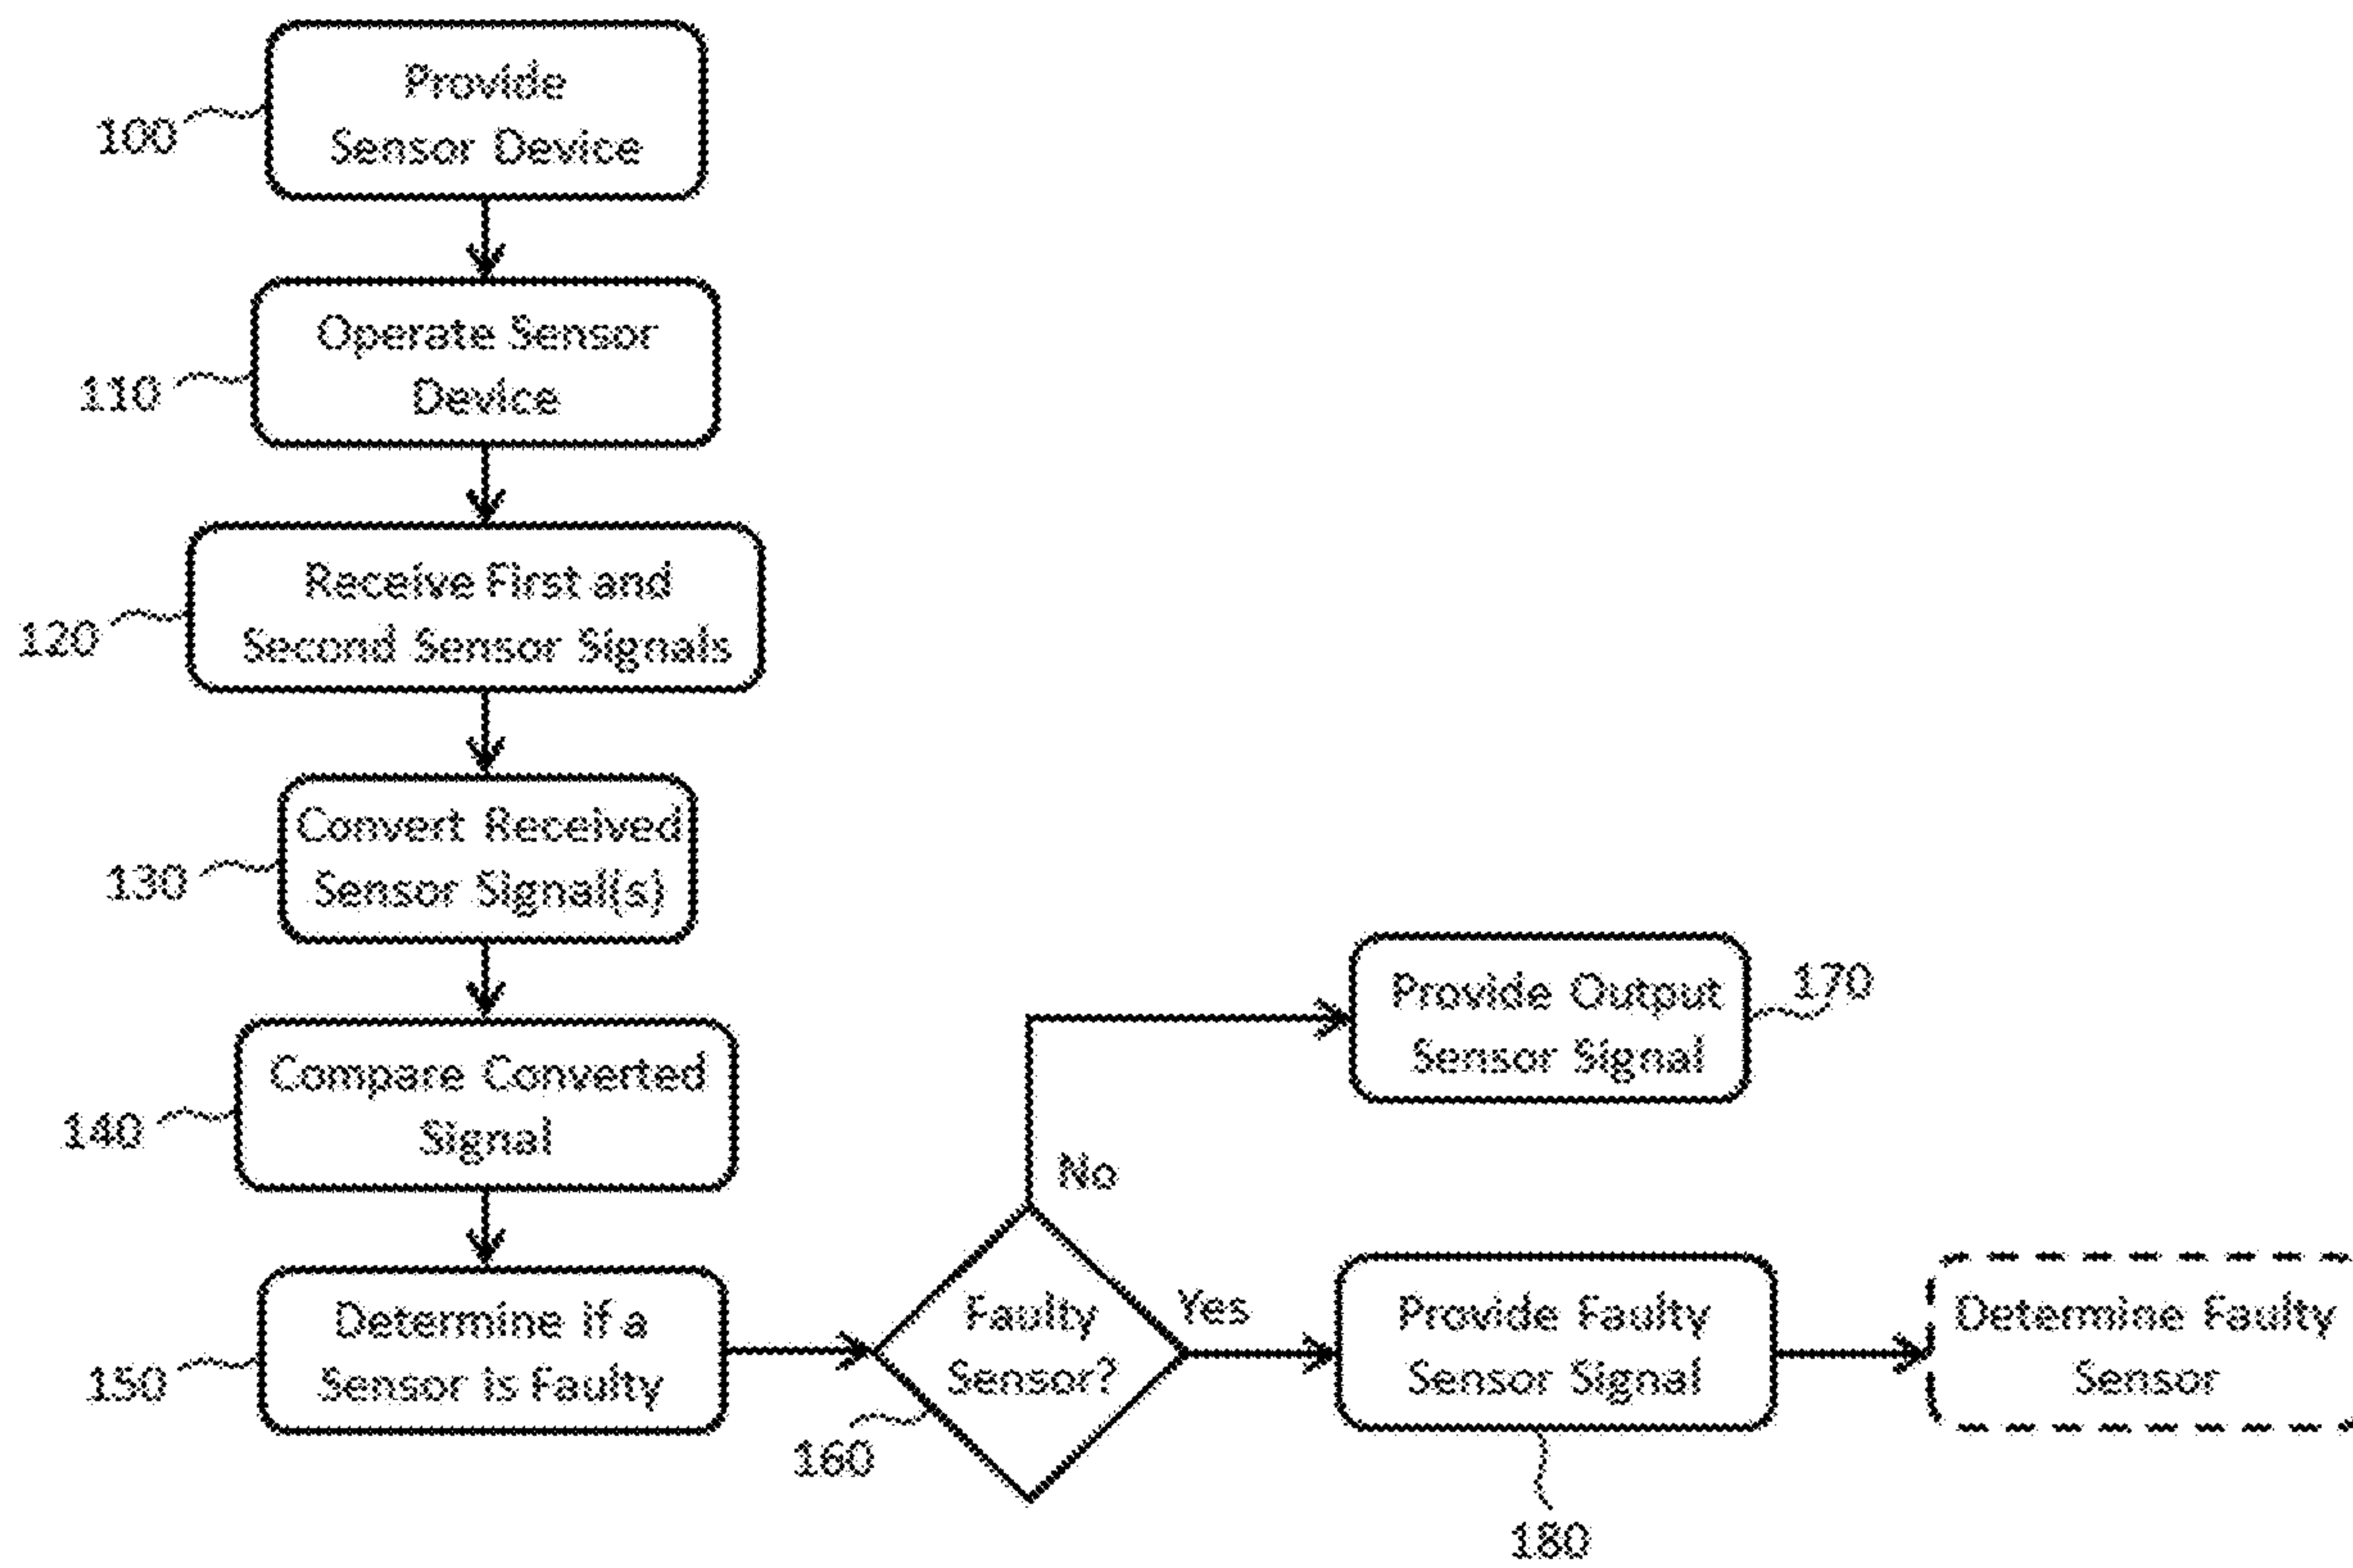 Provide
Sensor Device
100
Operate Sensor
Device
110
Receive First and
Second Sensor Signals
120
Convert Received
Sensor Signal(s)
130
Compare Converted
Signal
140
Determine if a
Sensor is Faulty
150
Faulty
Sensor?
160
No
Provide Output
Sensor Signal
170
Yes
Provide Faulty
Sensor Signal
180
Determine Faulty
Sensor